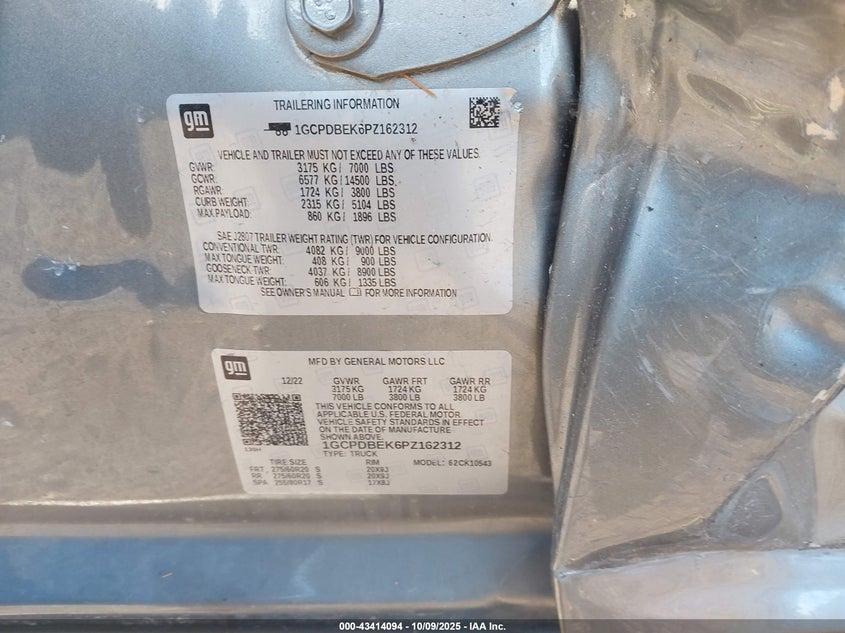 gm
TRAILERING INFORMATION
1GCPDBEK6PZ162312
VEHICLE AND TRAILER MUST NOT EXCEED ANY OF THESE VALUES.
GVWR: 3175 KG / 7000 LBS
GCWR: 6577 KG / 14500 LBS
RGAWR: 1724 KG / 3800 LBS
CURB WEIGHT: 2315 KG / 5104 LBS
MAX PAYLOAD: 860 KG / 1896 LBS
SAE J2807 TRAILER WEIGHT RATING (TWR) FOR VEHICLE CONFIGURATION.
CONVENTIONAL TWR: 4082 KG / 9000 LBS
MAX TONGUE WEIGHT: 408 KG / 900 LBS
GOOSENECK TWR: 4037 KG / 8900 LBS
MAX TONGUE WEIGHT: 606 KG / 1335 LBS
SEE OWNER'S MANUAL FOR MORE INFORMATION
gm
MFD BY GENERAL MOTORS LLC
12/22 GVWR GAWR FRT GAWR RR
3175 KG 1724 KG 1724 KG
7000 LB 3800 LB 3800 LB
THIS VEHICLE CONFORMS TO ALL
APPLICABLE U.S. FEDERAL MOTOR
VEHICLE SAFETY STANDARDS IN EFFECT
ON THE DATE OF MANUFACTURE
SHOWN ABOVE.
1GCPDBEK6PZ162312
TYPE: TRUCK
TIRE SIZE RIM MODEL: 62CK10543
FRT 275/60R20 S 20X9J
RR 275/60R20 S 20X9J
SPA 255/80R17 S 17X8J
000-43414094 - 10/09/2025 - IAA Inc.